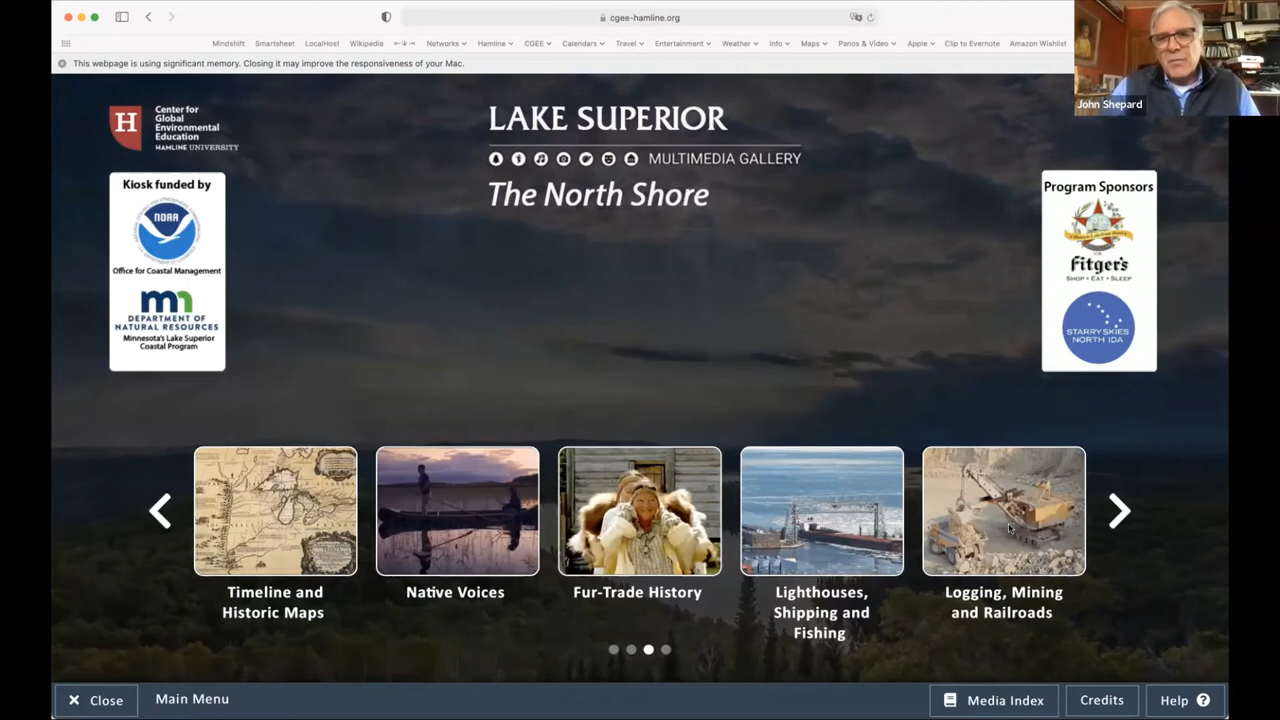 cgee-hamline.org
Mindshift Smartsheet LocalHost Wikipedia Networks Hamline CGEE Calendars Travel Entertainment Weather Info Maps Panos & Video Apple Clip to Evernote Amazon Wishlist
This webpage is using significant memory. Closing it may improve the responsiveness of your Mac.
John Shepard
H
Center for
Global
Environmental
Education
HAMLINE UNIVERSITY
LAKE SUPERIOR
MULTIMEDIA GALLERY
The North Shore
Kiosk funded by
NOAA
Office for Coastal Management
mn
DEPARTMENT OF
NATURAL RESOURCES
Minnesota's Lake Superior
Coastal Program
Program Sponsors
Fitger's
SHOP • EAT • SLEEP
STARRY SKIES
NORTH IDA
Timeline and
Historic Maps
Native Voices
Fur-Trade History
Lighthouses,
Shipping and
Fishing
Logging, Mining
and Railroads
Close
Main Menu
Media Index
Credits
Help ?